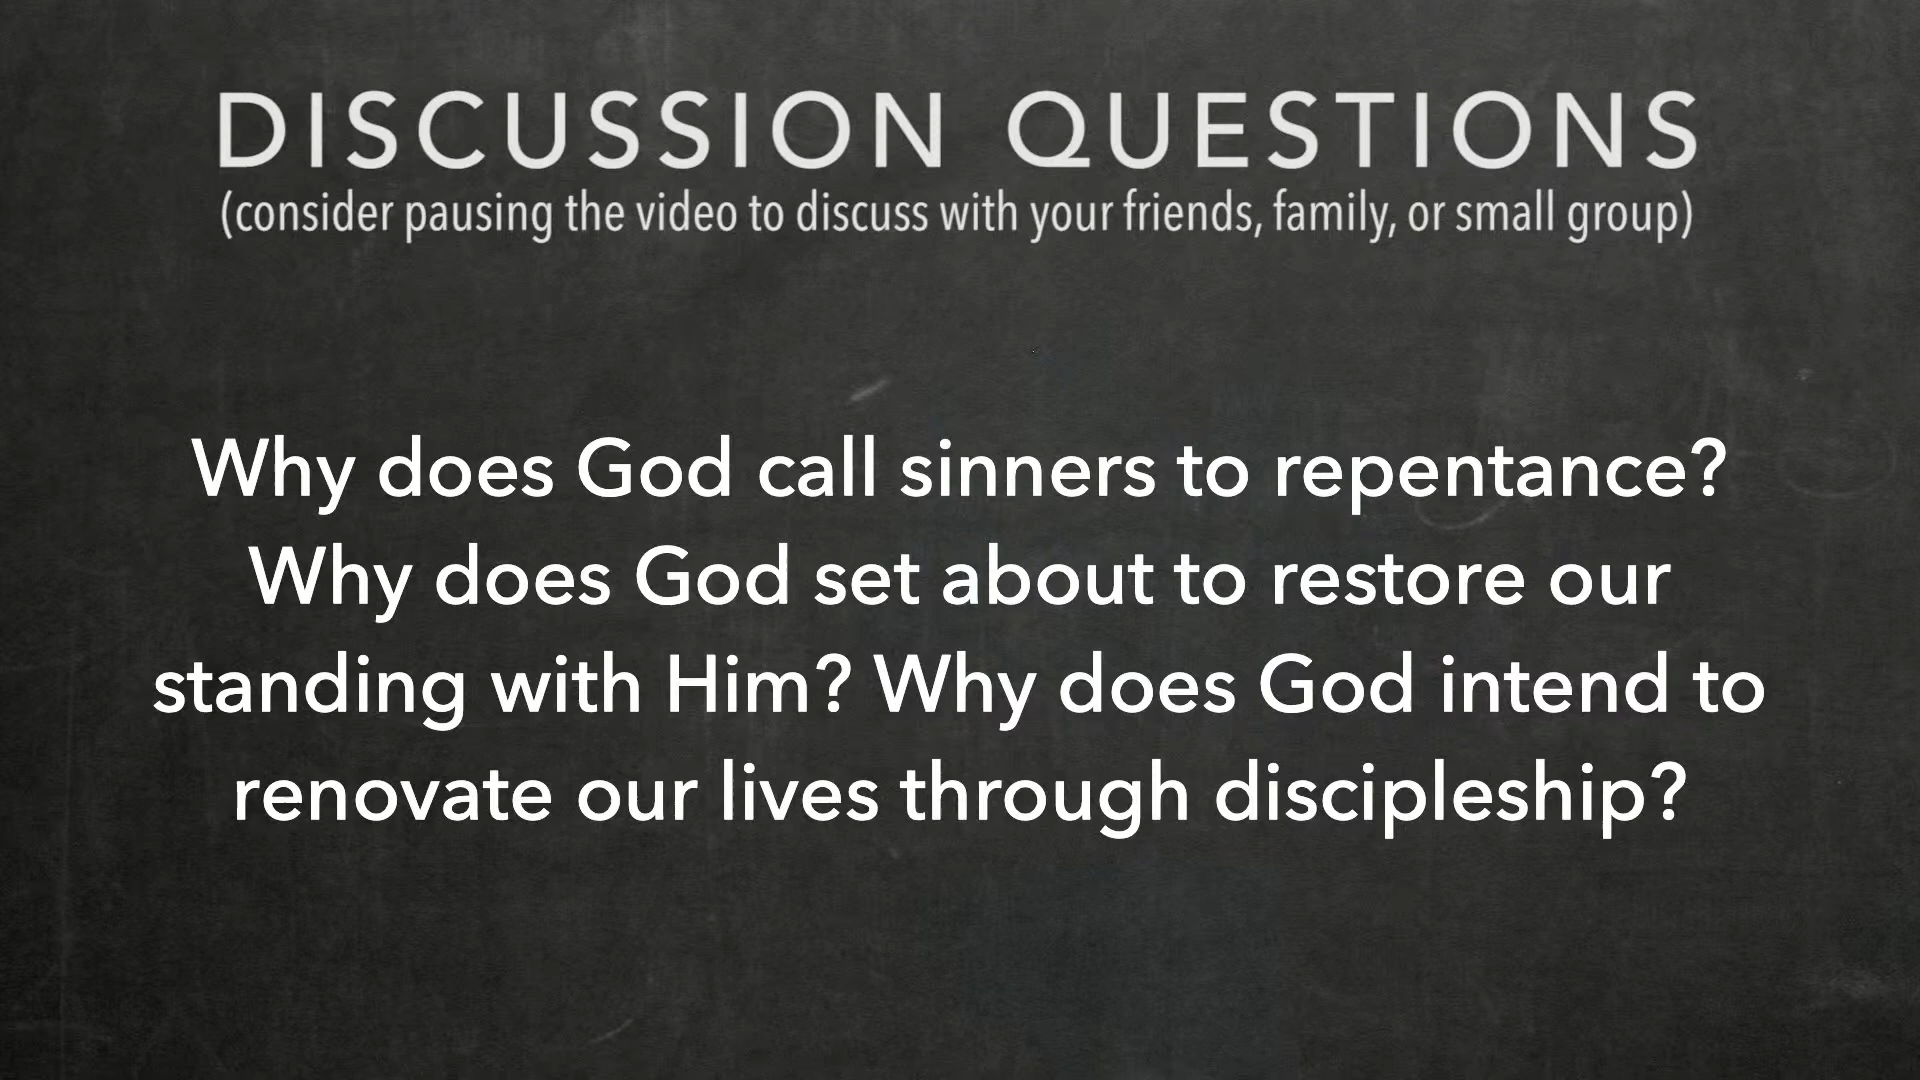 DISCUSSION QUESTIONS
(consider pausing the video to discuss with your friends, family, or small group)
Why does God call sinners to repentance?
Why does God set about to restore our
standing with Him? Why does God intend to
renovate our lives through discipleship?